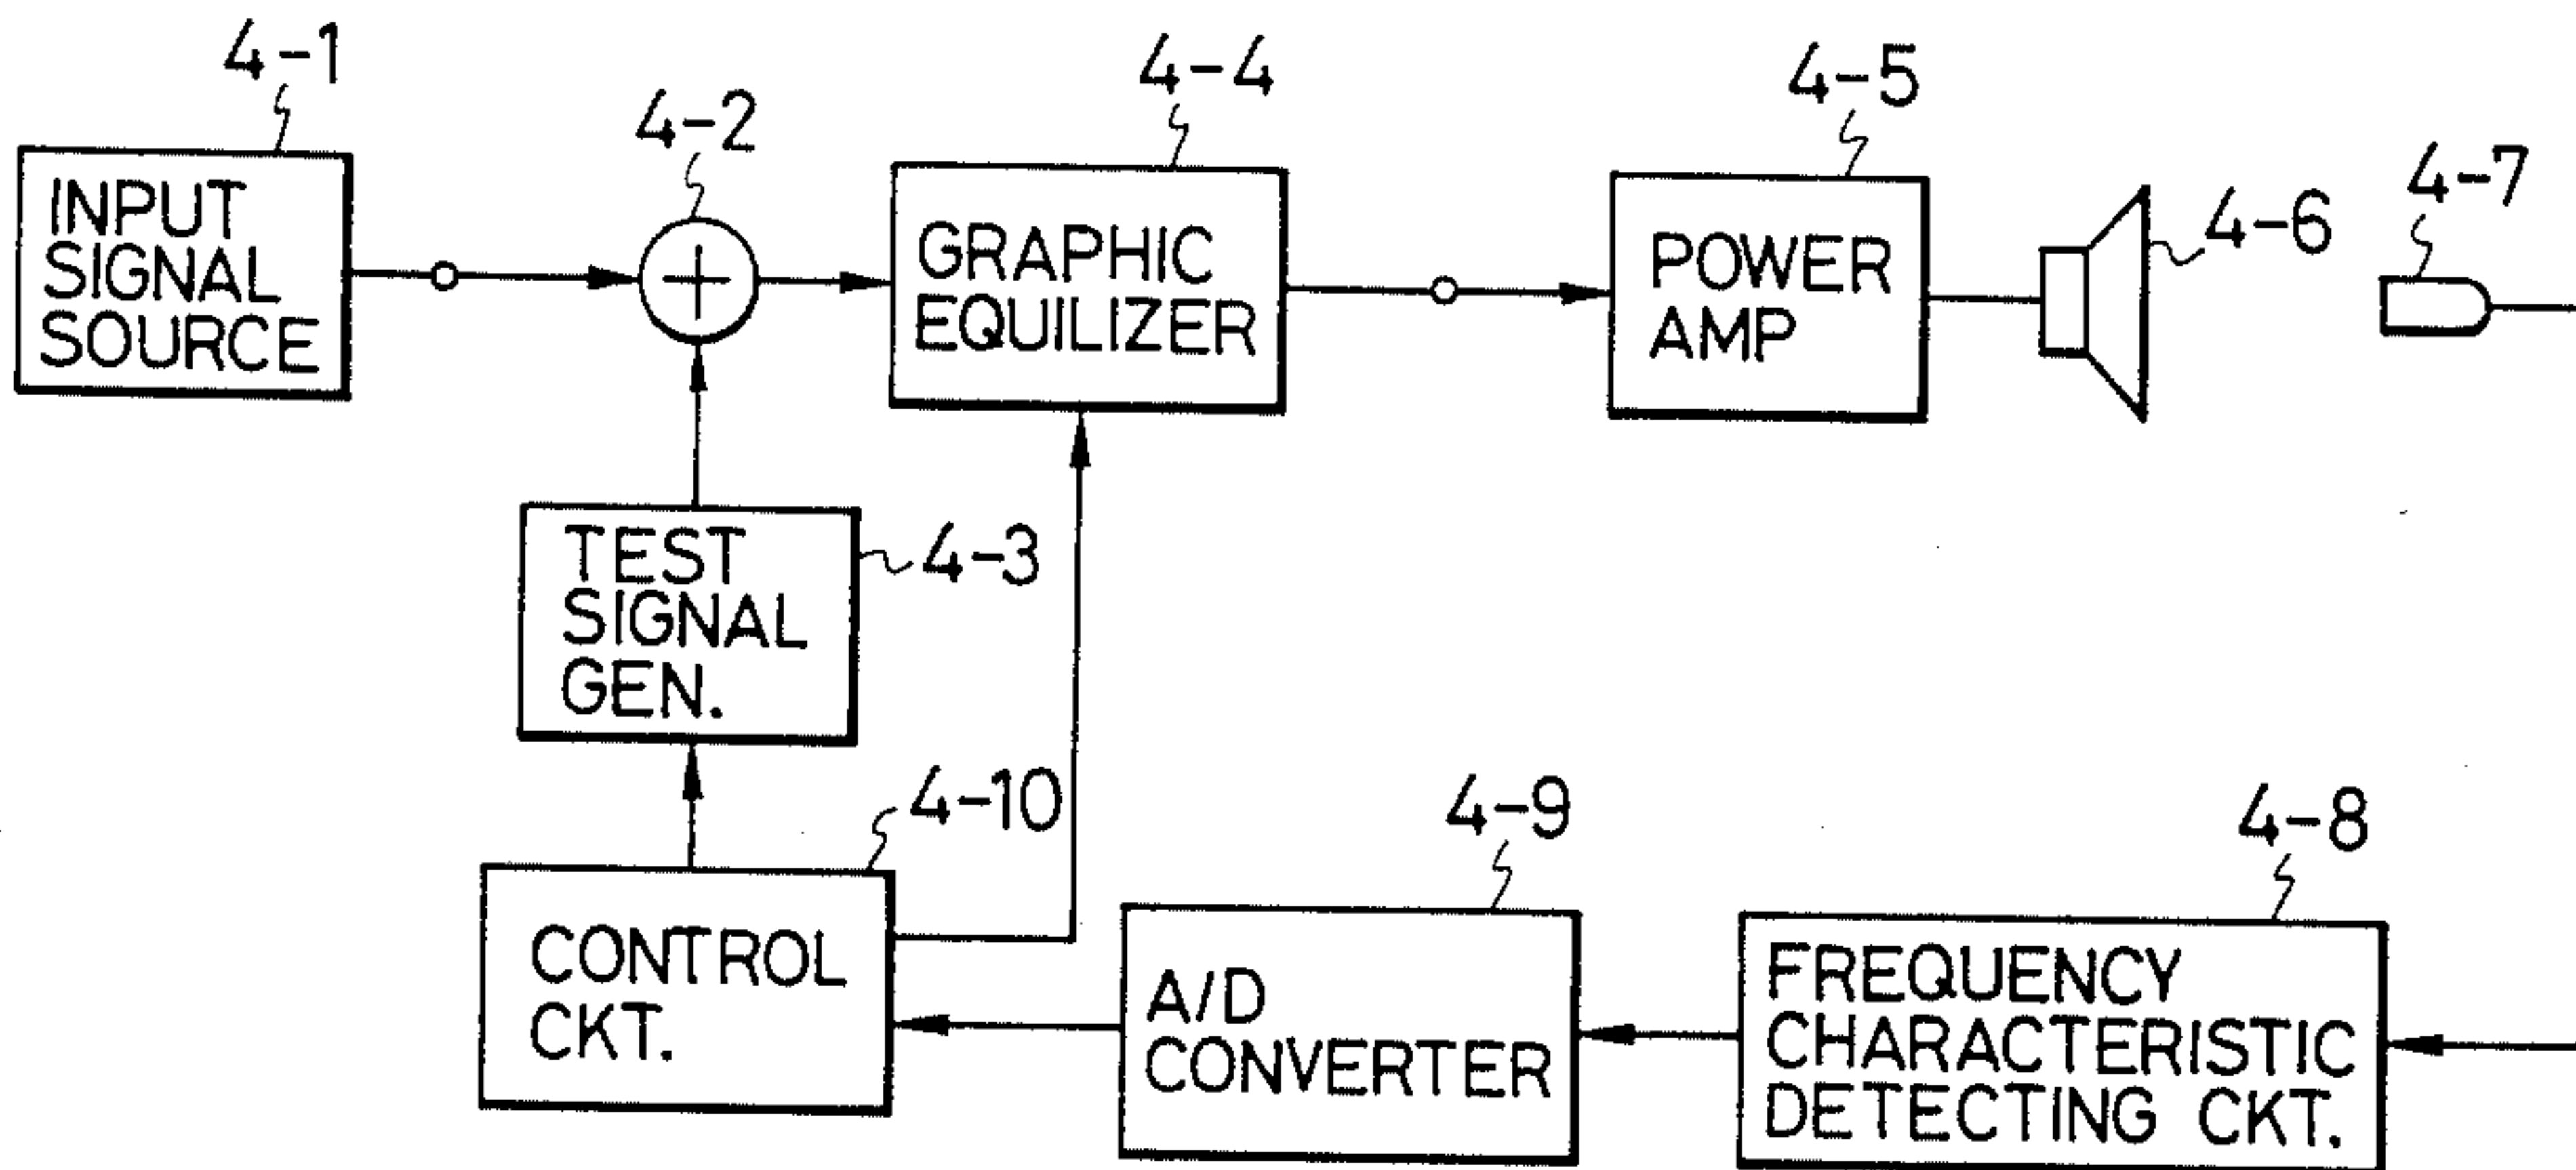 4-1
INPUT
SIGNAL
SOURCE
4-2
4-4
GRAPHIC
EQUILIZER
4-5
POWER
AMP
4-6
4-7
TEST
SIGNAL
GEN.
4-3
4-10
CONTROL
CKT.
4-9
A/D
CONVERTER
4-8
FREQUENCY
CHARACTERISTIC
DETECTING CKT.